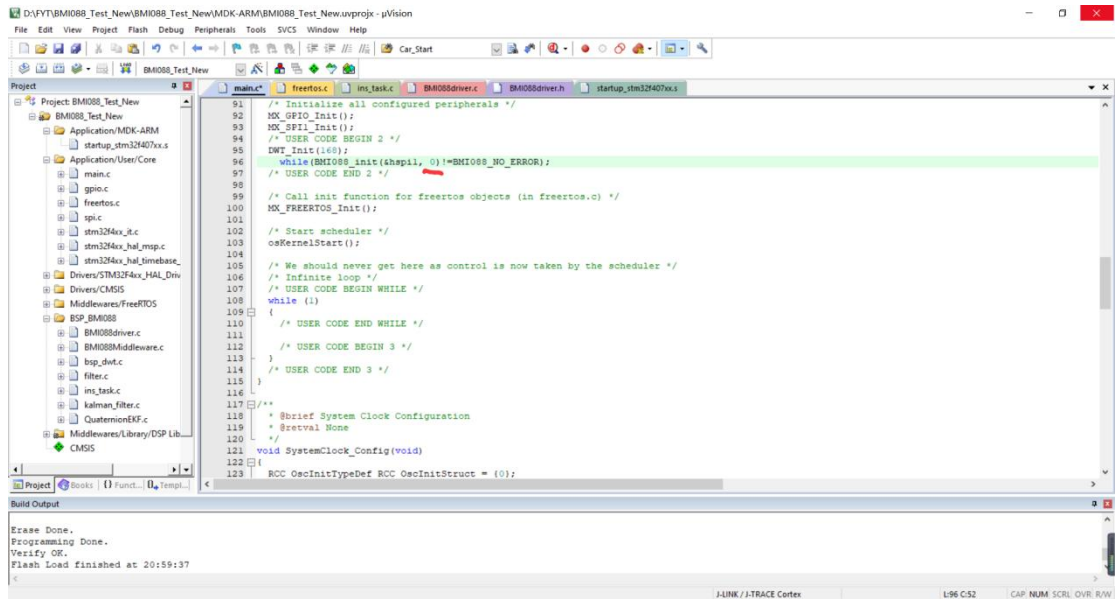 D:\FYT\BMI088_Test_New\BMI088_Test_New\MDK-ARM\BMI088_Test_New.uvprojx - µVision
File Edit View Project Flash Debug Peripherals Tools SVCS Window Help
Car_Start
BMI088_Test_New
Project
Project: BMI088_Test_New
BMI088_Test_New
Application/MDK-ARM
startup_stm32f407xx.s
Application/User/Core
main.c
gpio.c
freertos.c
spi.c
stm32f4xx_it.c
stm32f4xx_hal_msp.c
stm32f4xx_hal_timebase_
Drivers/STM32F4xx_HAL_Driv
Drivers/CMSIS
Middlewares/FreeRTOS
BSP_BMI088
BMI088driver.c
BMI088Middleware.c
bsp_dwt.c
filter.c
ins_task.c
kalman_filter.c
QuaternionEKF.c
Middlewares/Library/DSP Lib
CMSIS
Project Books Funct... Templ...
main.c* freertos.c ins_task.c BMI088driver.c BMI088driver.h startup_stm32f407xx.s
91 /* Initialize all configured peripherals */
92 MX_GPIO_Init();
93 MX_SPI1_Init();
94 /* USER CODE BEGIN 2 */
95 DWT_Init(168);
96 while(BMI088_init(&hspi1, 0)!=BMI088_NO_ERROR);
97 /* USER CODE END 2 */
98
99 /* Call init function for freertos objects (in freertos.c) */
100 MX_FREERTOS_Init();
101
102 /* Start scheduler */
103 osKernelStart();
104
105 /* We should never get here as control is now taken by the scheduler */
106 /* Infinite loop */
107 /* USER CODE BEGIN WHILE */
108 while (1)
109 {
110 /* USER CODE END WHILE */
111
112 /* USER CODE BEGIN 3 */
113 }
114 /* USER CODE END 3 */
115 }
116
117 /**
118 * @brief System Clock Configuration
119 * @retval None
120 */
121 void SystemClock_Config(void)
122 {
123 RCC_OscInitTypeDef RCC_OscInitStruct = {0};
Build Output
Erase Done.
Programming Done.
Verify OK.
Flash Load finished at 20:59:37
J-LINK / J-TRACE Cortex L:96 C:52 CAP NUM SCRL OVR R/W